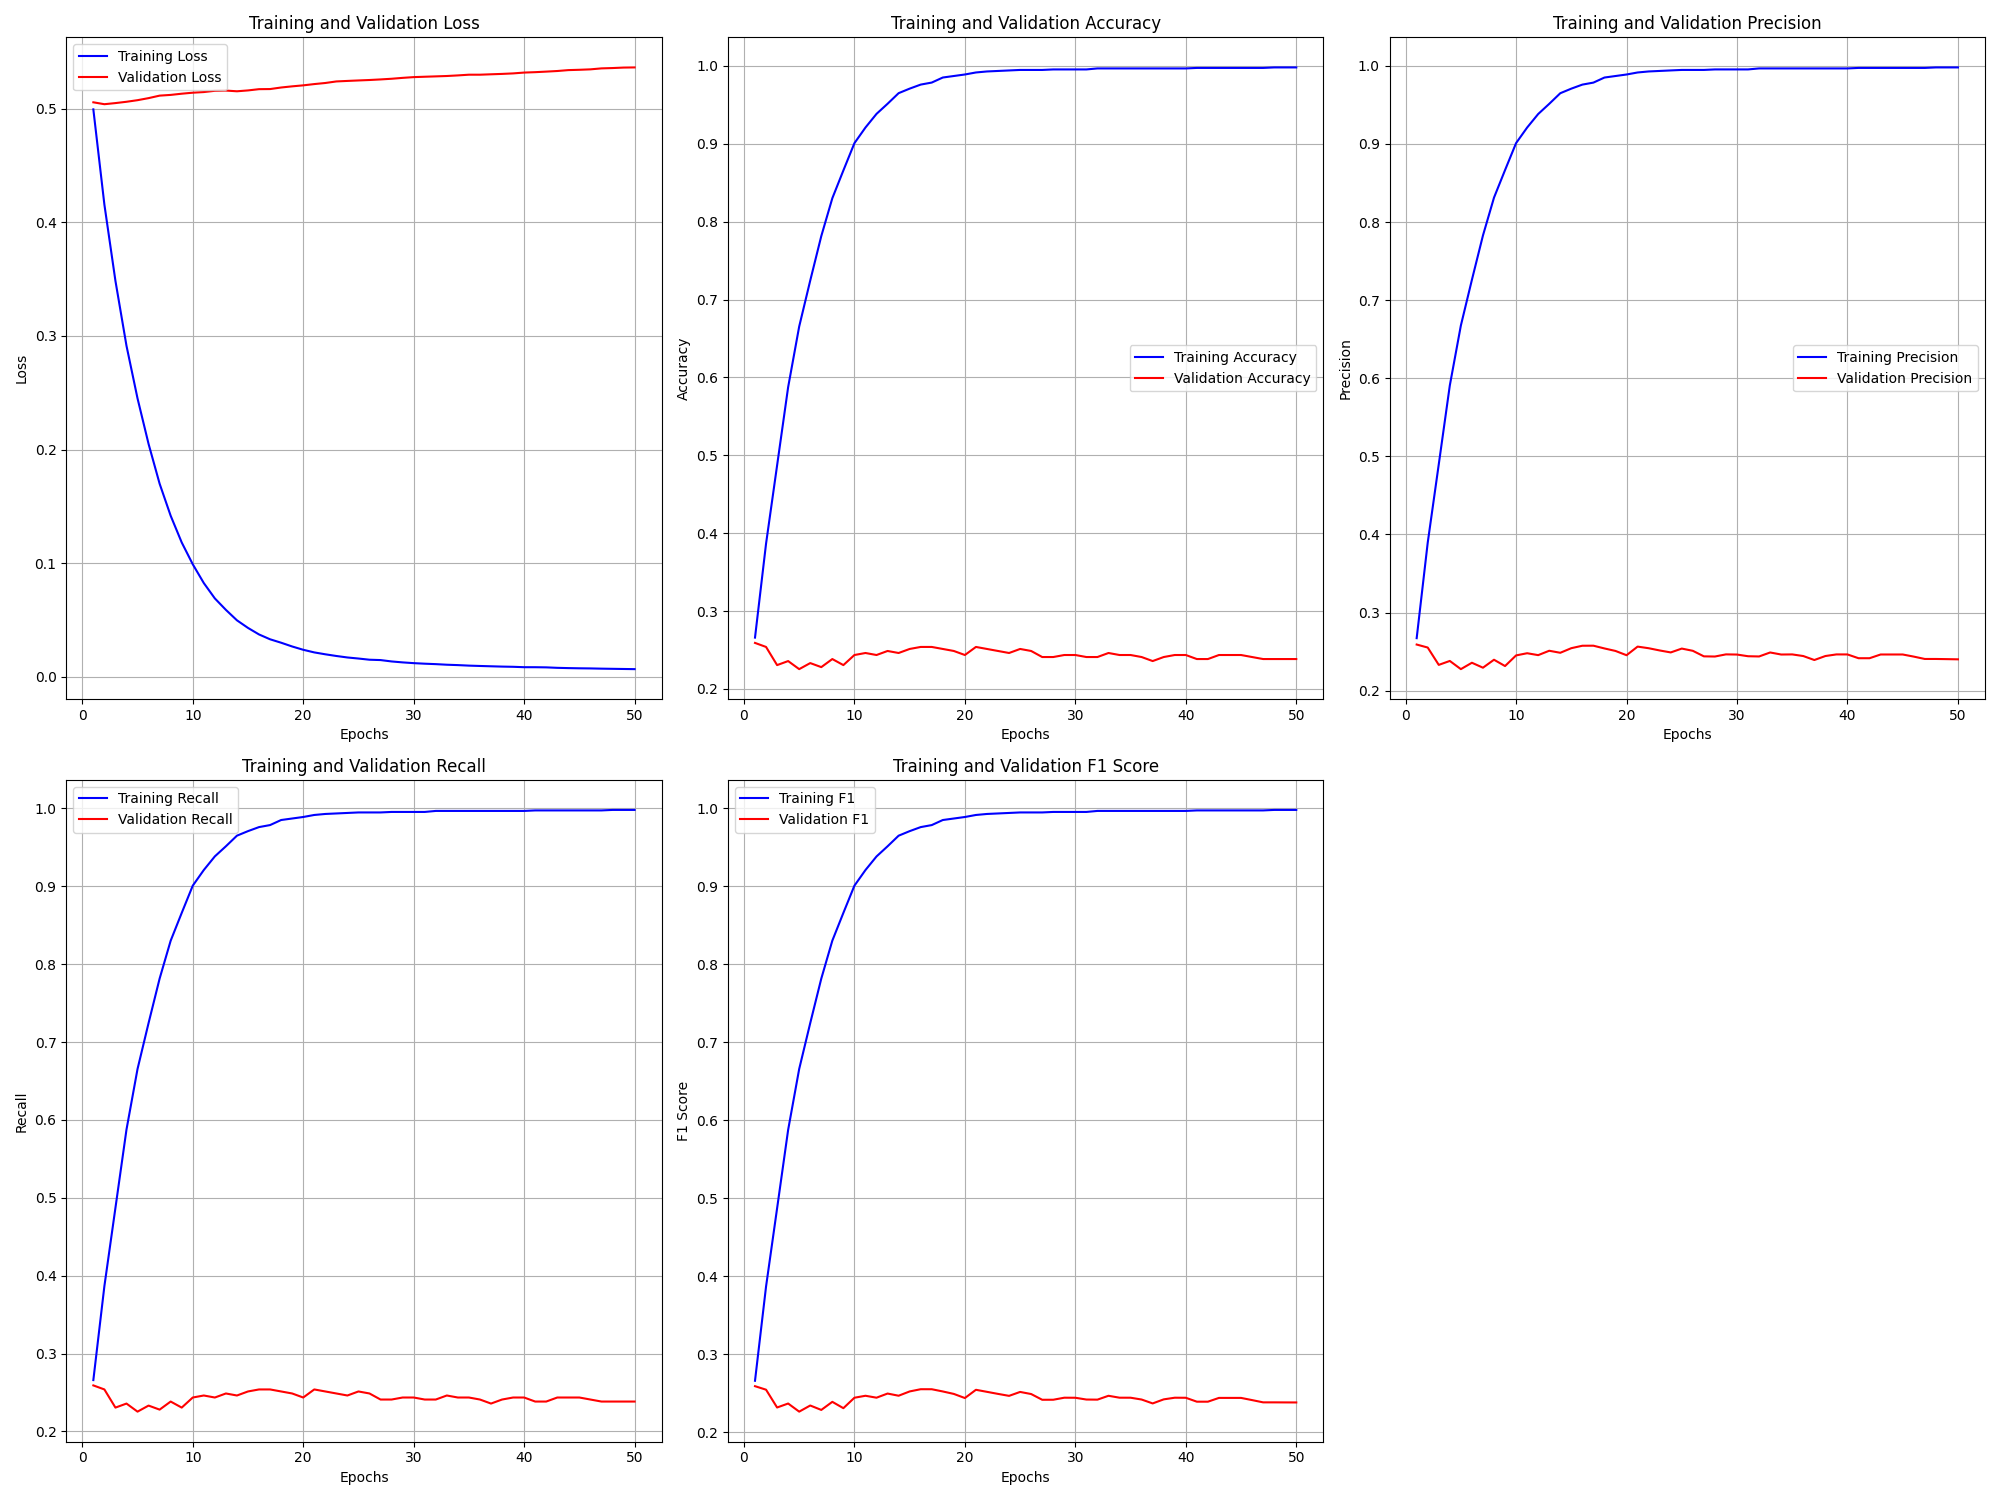 Training and Validation Loss
Training Loss
Validation Loss
Loss
0.5
0.4
0.3
0.2
0.1
0.0
0 10 20 30 40 50
Epochs
Training and Validation Accuracy
Training Accuracy
Validation Accuracy
Accuracy
1.0
0.9
0.8
0.7
0.6
0.5
0.4
0.3
0.2
0 10 20 30 40 50
Epochs
Training and Validation Precision
Training Precision
Validation Precision
Precision
1.0
0.9
0.8
0.7
0.6
0.5
0.4
0.3
0.2
0 10 20 30 40 50
Epochs
Training and Validation Recall
Training Recall
Validation Recall
Recall
1.0
0.9
0.8
0.7
0.6
0.5
0.4
0.3
0.2
0 10 20 30 40 50
Epochs
Training and Validation F1 Score
Training F1
Validation F1
F1 Score
1.0
0.9
0.8
0.7
0.6
0.5
0.4
0.3
0.2
0 10 20 30 40 50
Epochs